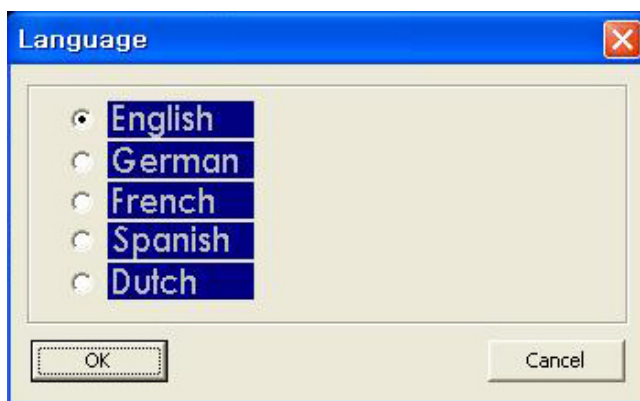 Language
English
German
French
Spanish
Dutch
OK
Cancel